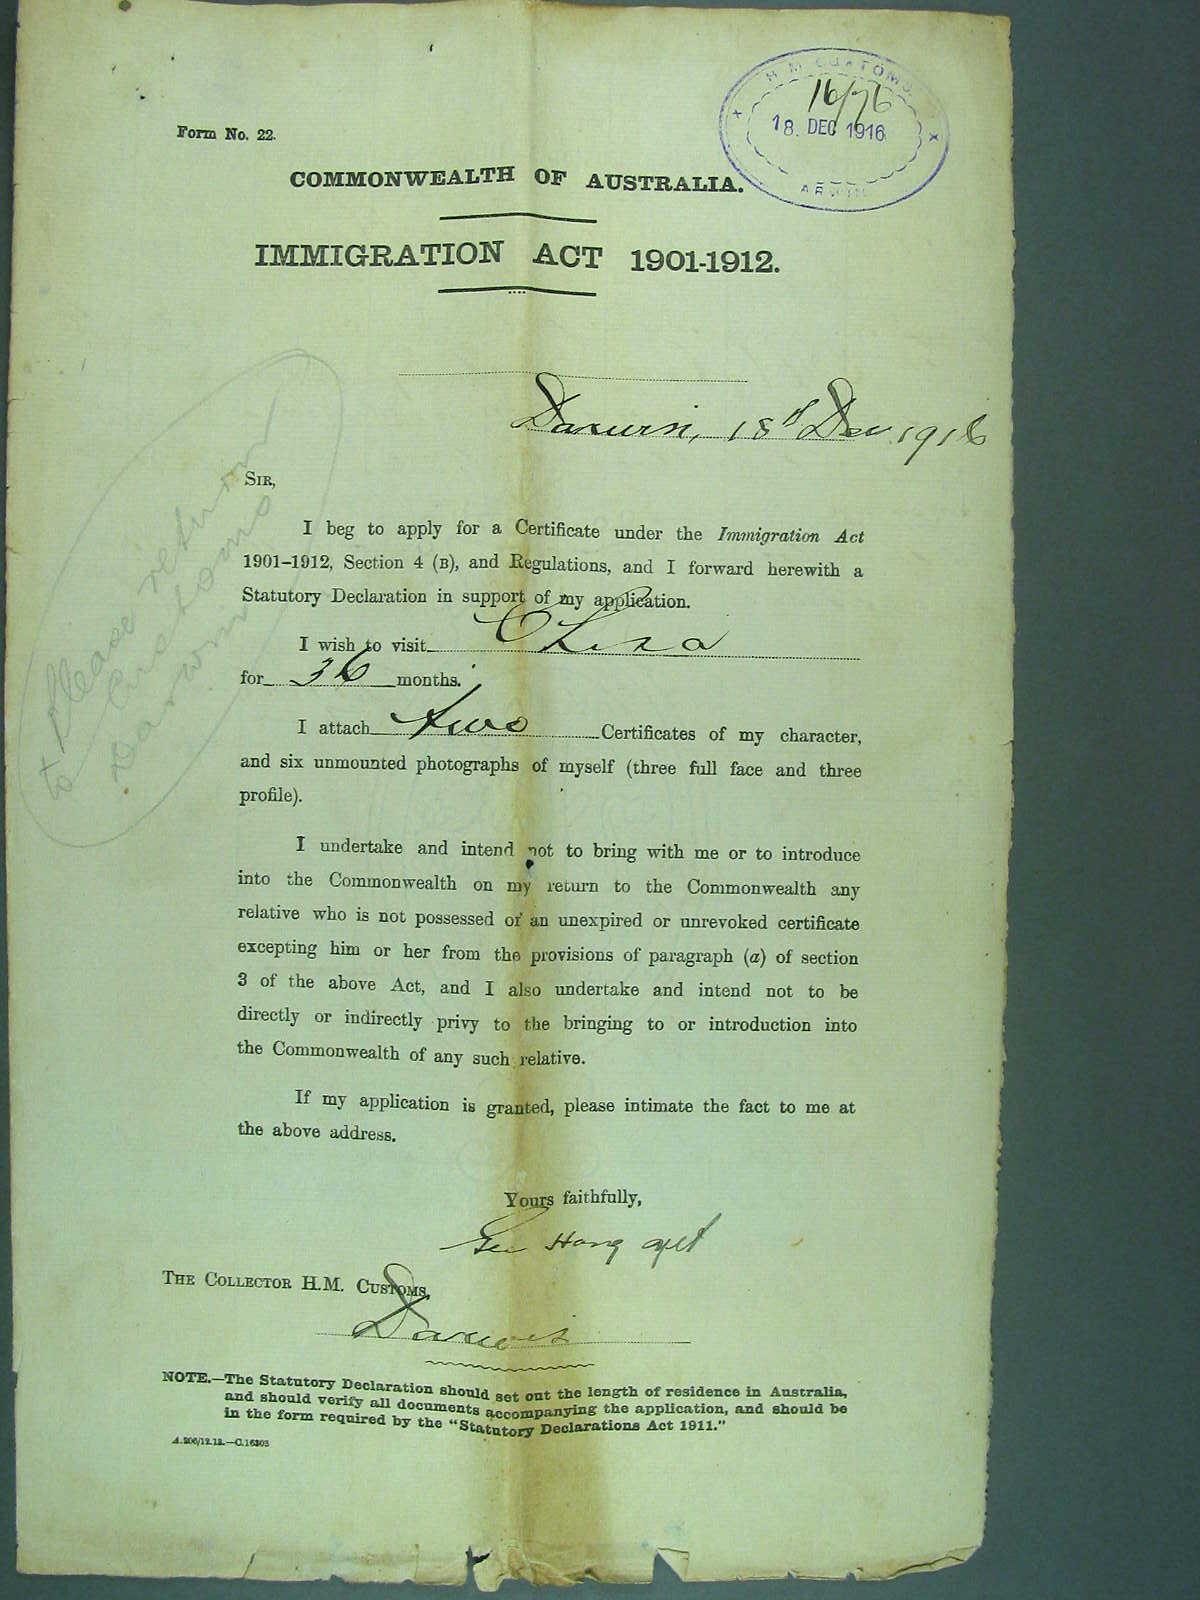 H.M CUSTOMS
16/76
18. DEC 1916
Form No. 22.
COMMONWEALTH OF AUSTRALIA.
IMMIGRATION ACT 1901-1912.
Darwin, 18th Dec 1916
Please return
to Customs
Darwin
SIR,
I beg to apply for a Certificate under the Immigration Act
1901–1912, Section 4 (B), and Regulations, and I forward herewith a
Statutory Declaration in support of my application.
I wish to visit China
for 36 months.
I attach two Certificates of my character,
and six unmounted photographs of myself (three full face and three
profile).
I undertake and intend not to bring with me or to introduce
into the Commonwealth on my return to the Commonwealth any
relative who is not possessed of an unexpired or unrevoked certificate
excepting him or her from the provisions of paragraph (a) of section
3 of the above Act, and I also undertake and intend not to be
directly or indirectly privy to the bringing to or introduction into
the Commonwealth of any such relative.
If my application is granted, please intimate the fact to me at
the above address.
Yours faithfully,
Hang
THE COLLECTOR H.M. CUSTOMS,
Darwin
NOTE.—The Statutory Declaration should set out the length of residence in Australia,
and should verify all documents accompanying the application, and should be
in the form required by the "Statutory Declarations Act 1911."
A.206/12.12.—C.16303